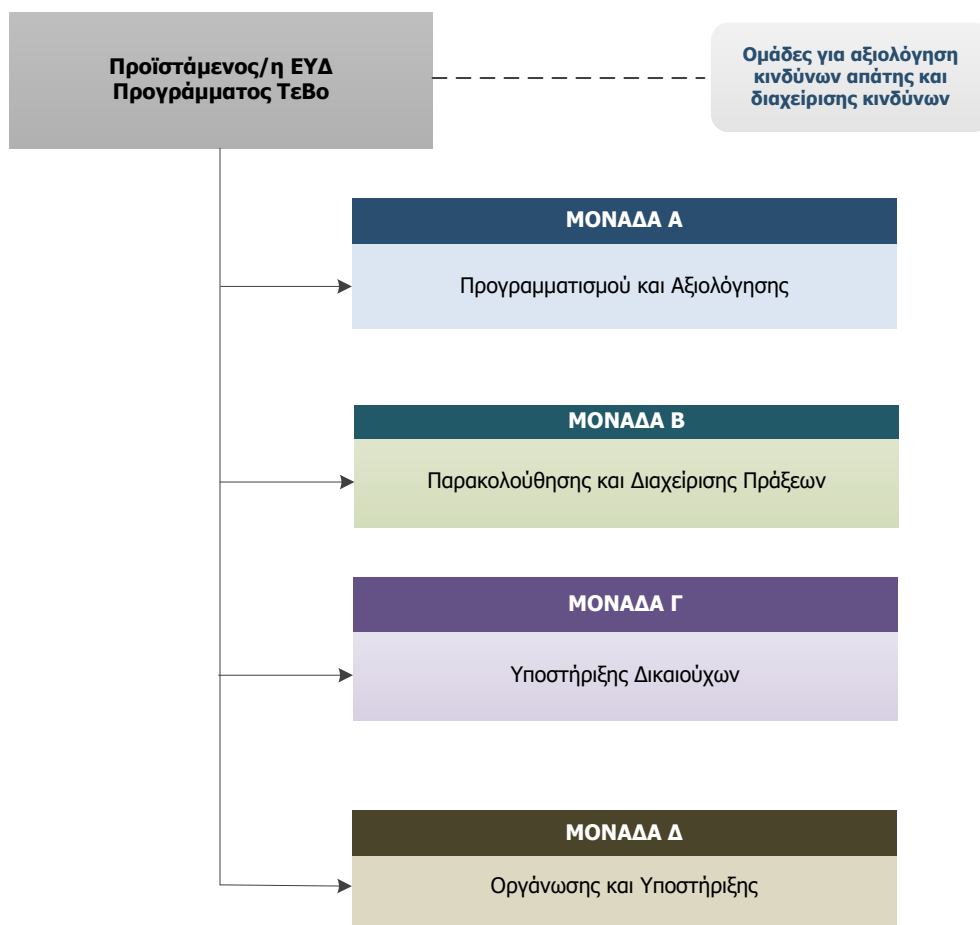 Προϊστάμενος/η ΕΥΔ
Προγράμματος ΤεΒο
Ομάδες για αξιολόγηση
κινδύνων απάτης και
διαχείρισης κινδύνων
ΜΟΝΑΔΑ Α
Προγραμματισμού και Αξιολόγησης
ΜΟΝΑΔΑ Β
Παρακολούθησης και Διαχείρισης Πράξεων
ΜΟΝΑΔΑ Γ
Υποστήριξης Δικαιούχων
ΜΟΝΑΔΑ Δ
Οργάνωσης και Υποστήριξης